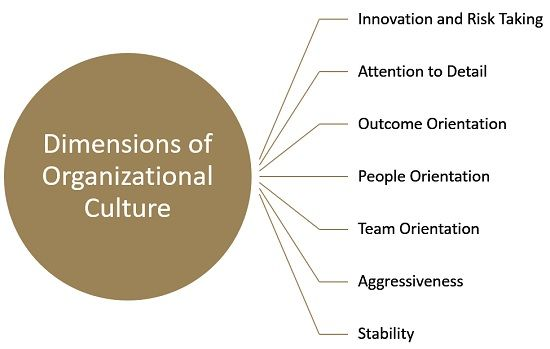 Dimensions of
Organizational
Culture
Innovation and Risk Taking
Attention to Detail
Outcome Orientation
People Orientation
Team Orientation
Aggressiveness
Stability